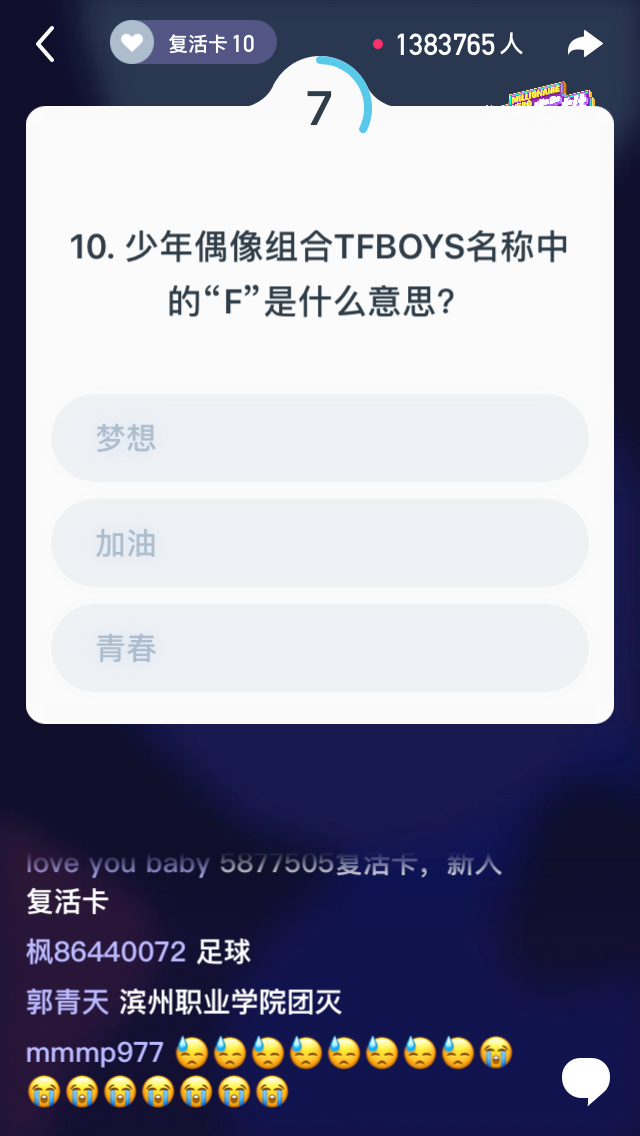 复活卡 10
1383765 人
MILLIONAIRE
7
10. 少年偶像组合TFBOYS名称中
的“F”是什么意思?
梦想
加油
青春
love you baby 5877505复活卡，新人
复活卡
枫86440072 足球
郭青天 滨州职业学院团灭
mmmp977 😓😓😓😓😓😓😓😓😭
😭😭😭😭😭😭😭